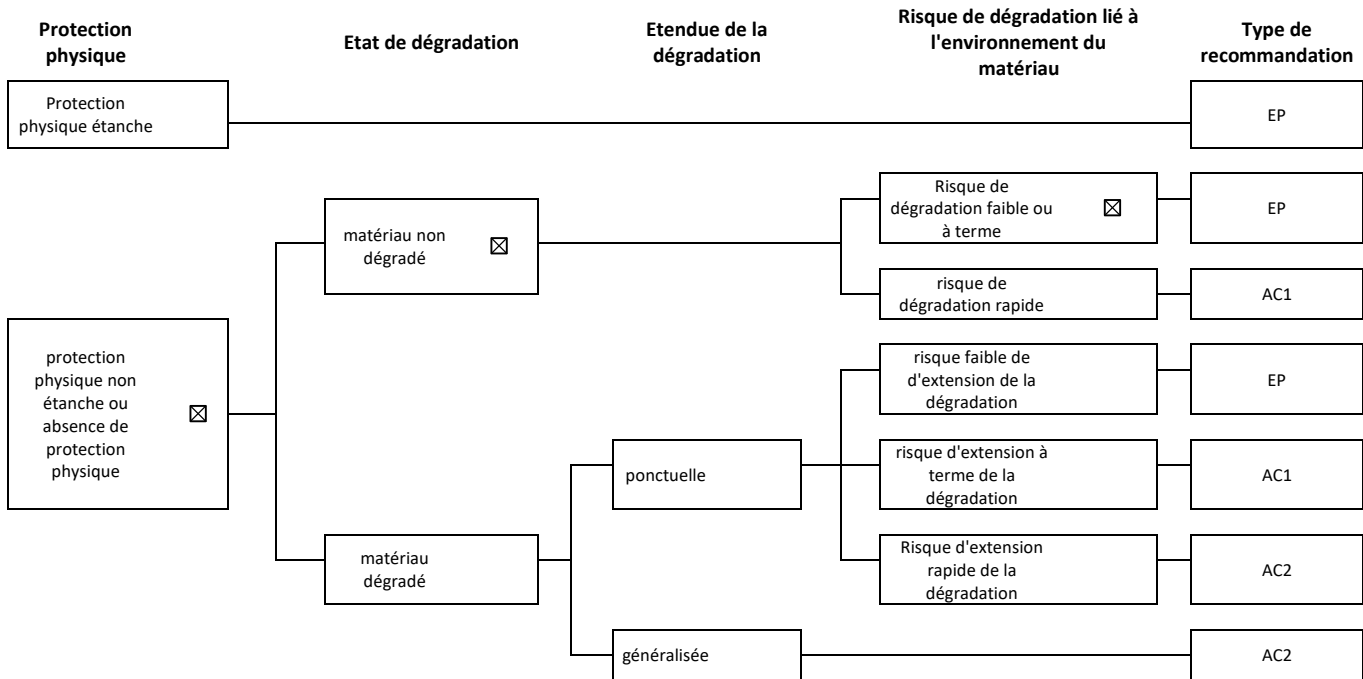 Protection
physique
Etat de dégradation
Etendue de la
dégradation
Risque de dégradation lié à
l'environnement du
matériau
Type de
recommandation
Protection
physique étanche
EP
Risque de
dégradation faible ou
à terme
☒
EP
matériau non
dégradé
☒
risque de
dégradation rapide
AC1
protection
physique non
étanche ou
absence de
protection
physique
☒
risque faible de
d'extension de la
dégradation
EP
ponctuelle
risque d'extension à
terme de la
dégradation
AC1
matériau
dégradé
Risque d'extension
rapide de la
dégradation
AC2
généralisée
AC2